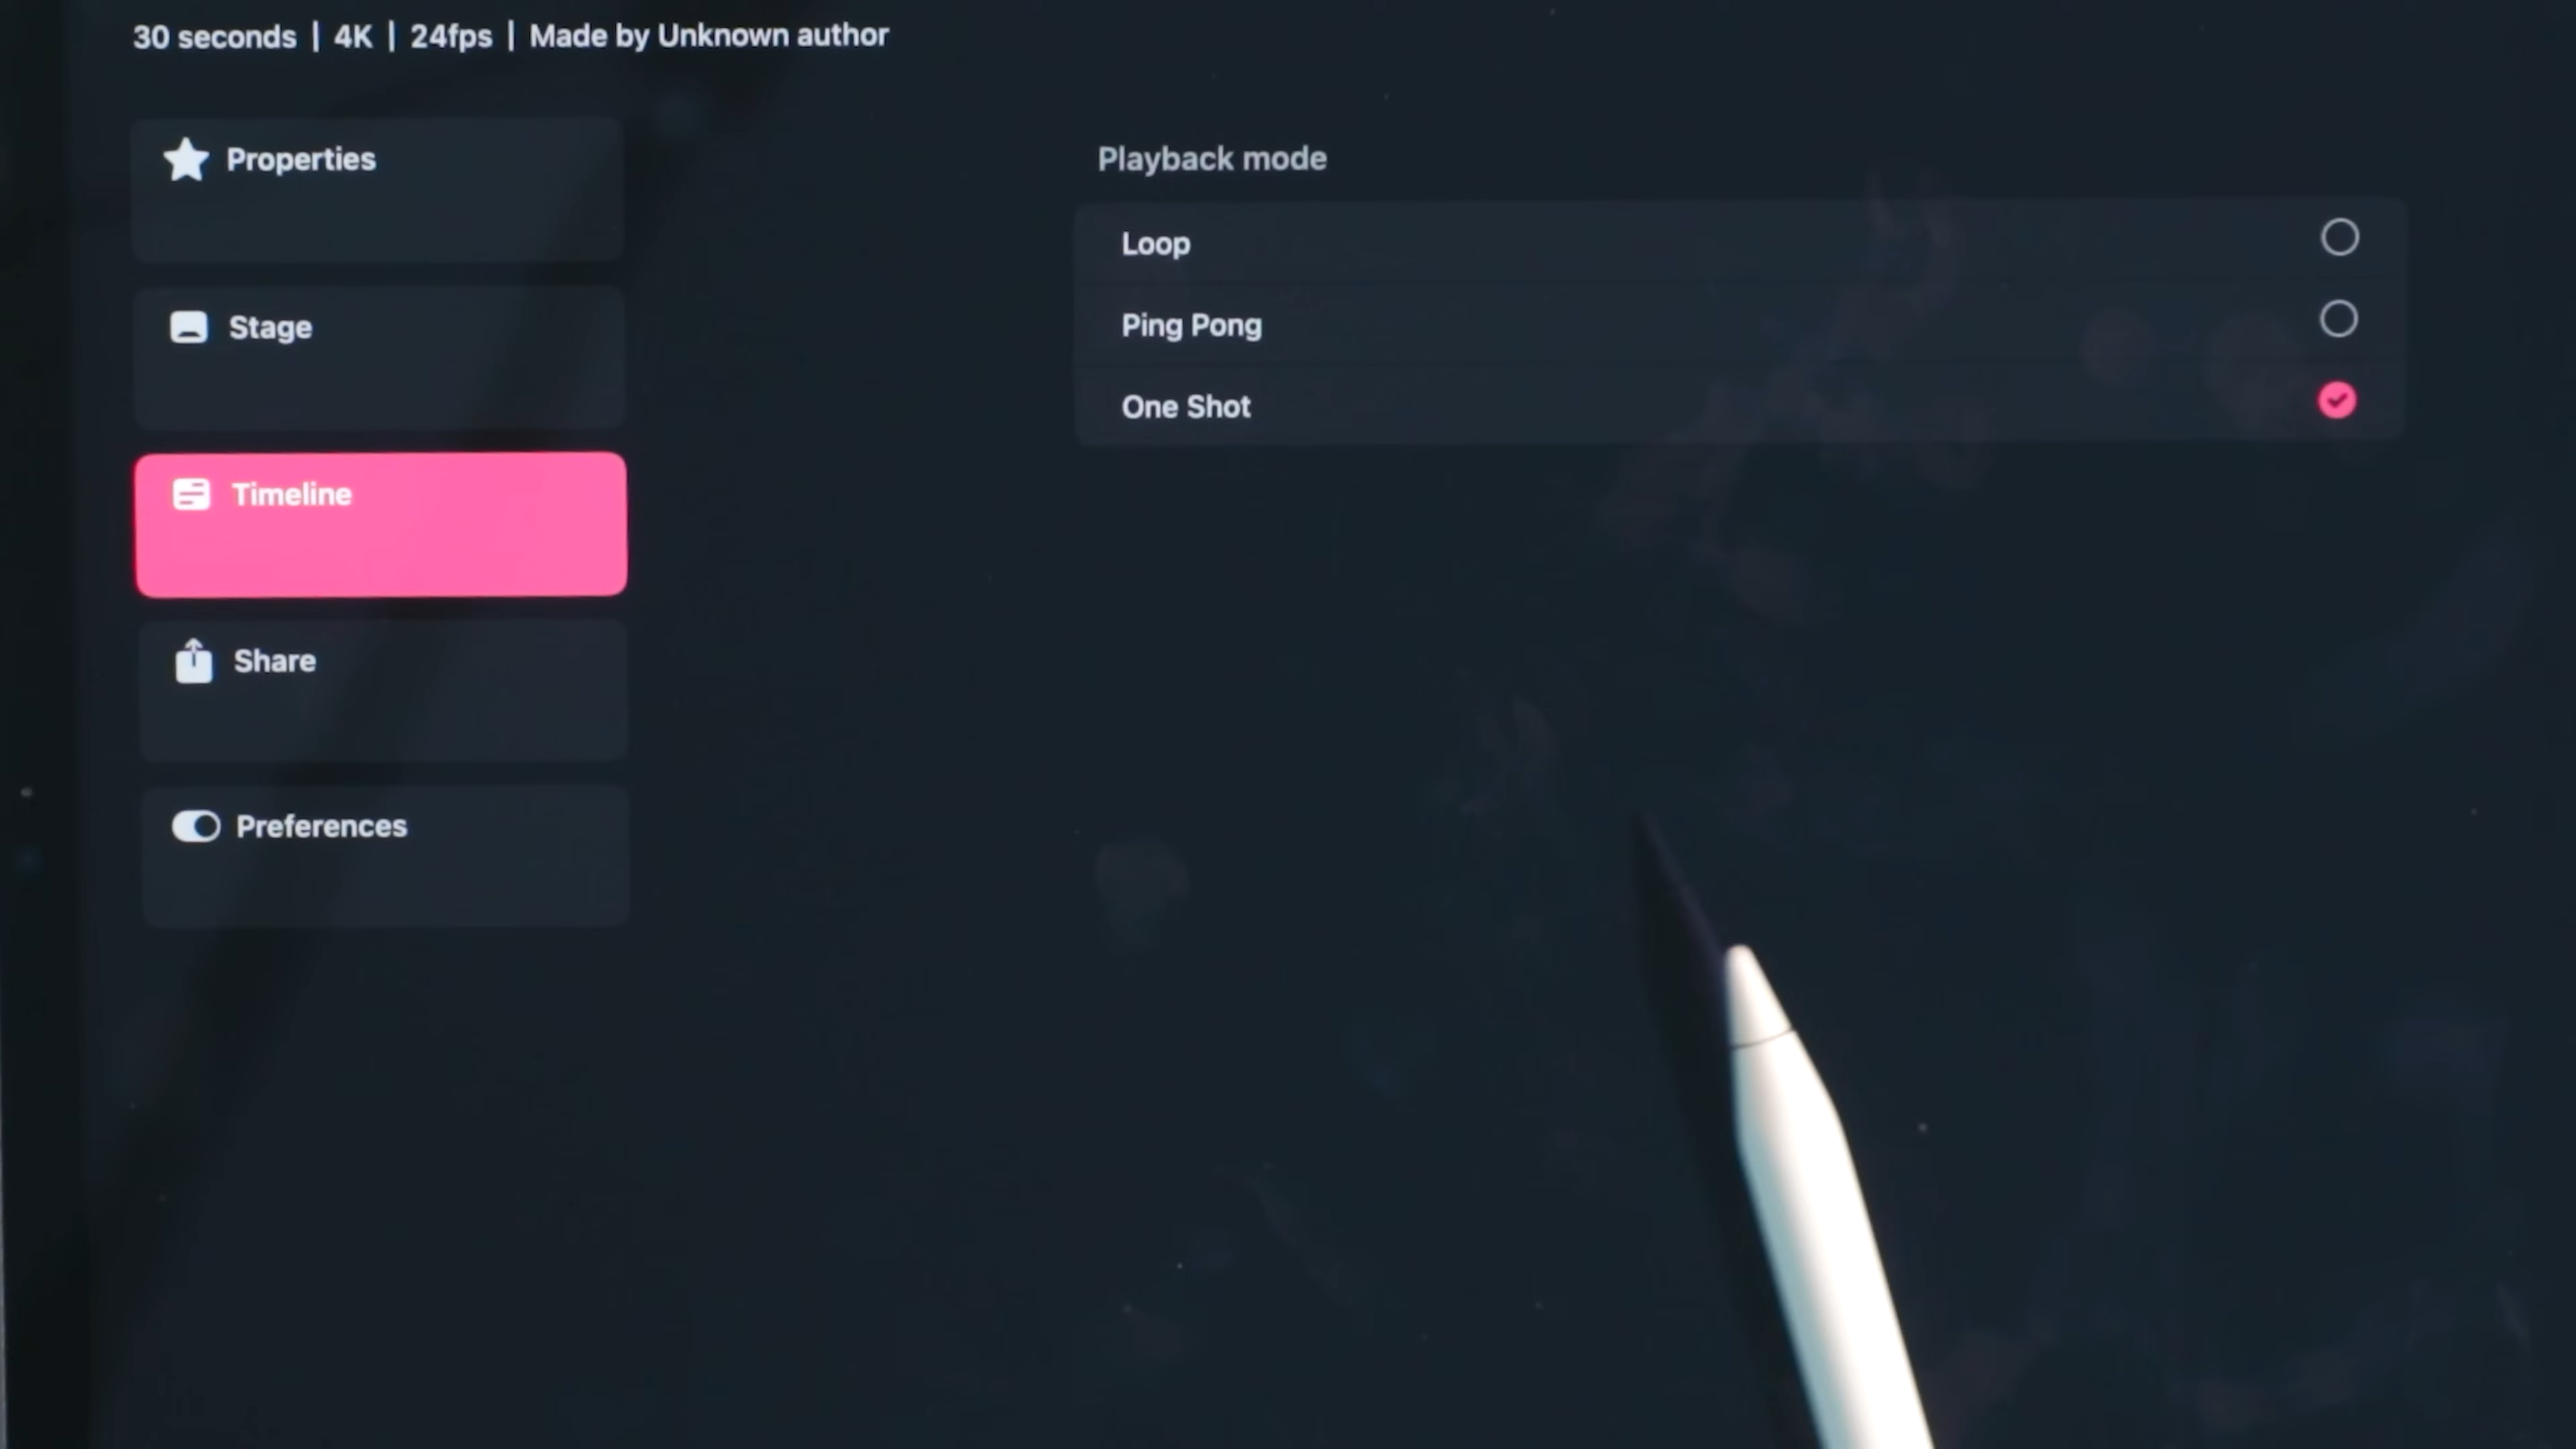 30 seconds | 4K | 24fps | Made by Unknown author
Properties
Stage
Timeline
Share
Preferences
Playback mode
Loop
Ping Pong
One Shot